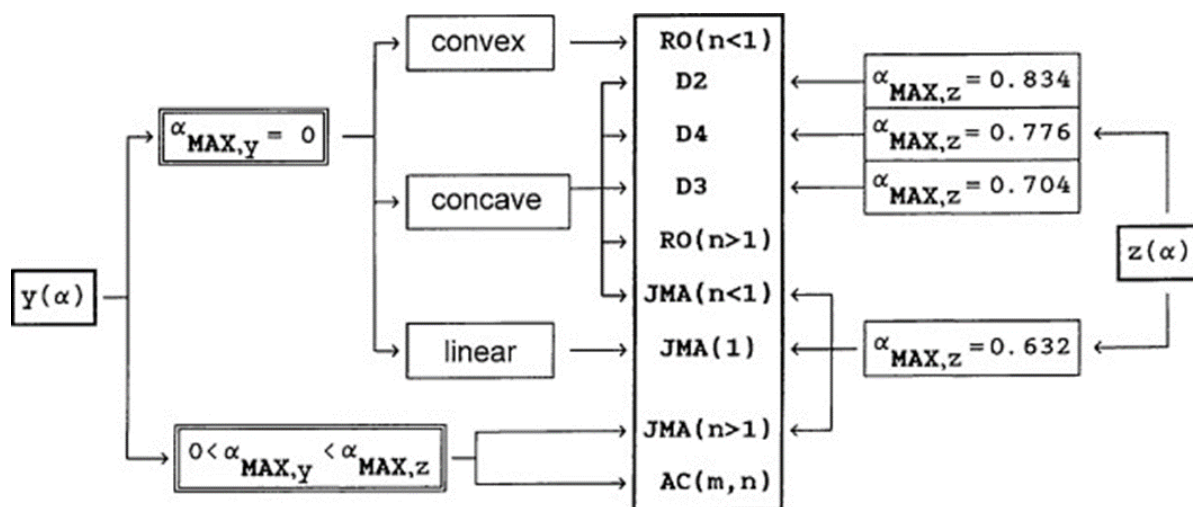 convex
RO(n<1)
D2
αMAX,z = 0.834
αMAX,y = 0
D4
αMAX,z = 0.776
concave
D3
αMAX,z = 0.704
RO(n>1)
z(α)
y(α)
JMA(n<1)
linear
JMA(1)
αMAX,z = 0.632
0<αMAX,y <αMAX,z
JMA(n>1)
AC(m,n)